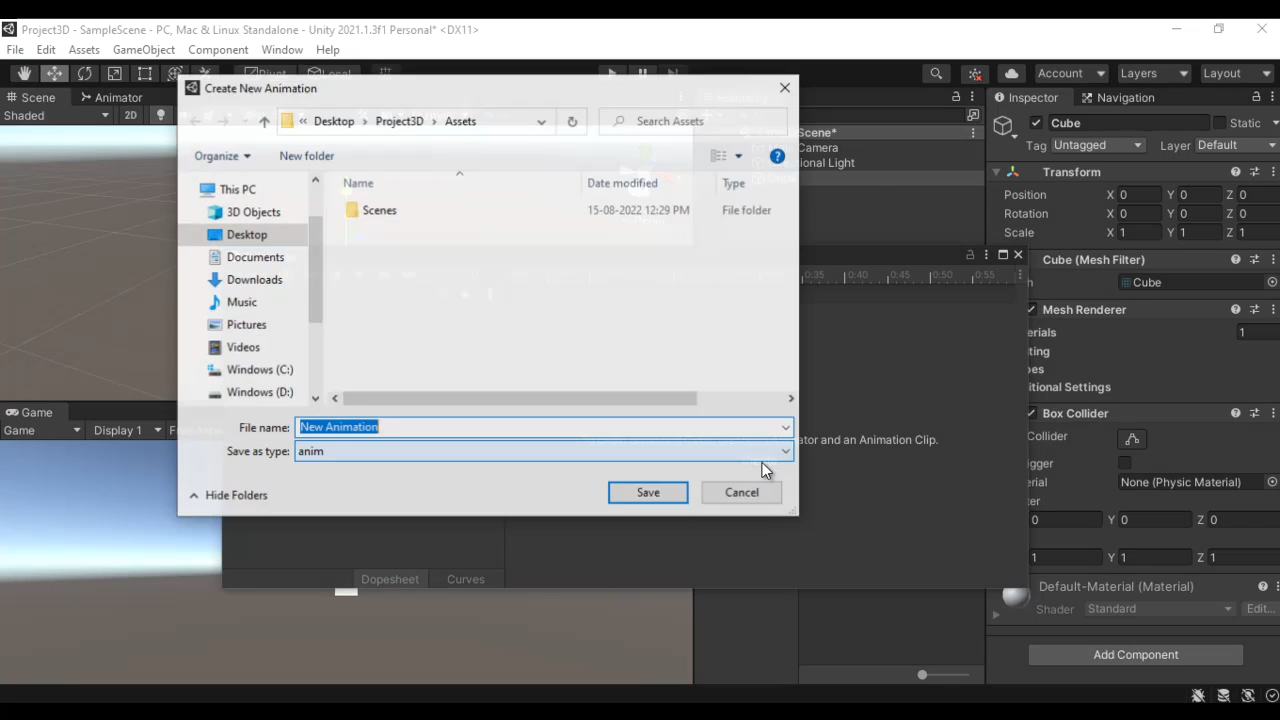 Project3D - SampleScene - PC, Mac & Linux Standalone - Unity 2021.1.3f1 Personal* <DX11>
File Edit Assets GameObject Component Window Help
Pivot Local
Account Layers Layout
Scene Animator
Shaded 2D
Create New Animation
« Desktop › Project3D › Assets
Search Assets
Organize New folder
This PC
3D Objects
Desktop
Documents
Downloads
Music
Pictures
Videos
Windows (C:)
Windows (D:)
Name Date modified Type
Scenes 15-08-2022 12:29 PM File folder
File name: New Animation
Save as type: anim
Hide Folders
Save Cancel
Scene*
Camera
ional Light
0:35 0:40 0:45 0:50 0:55
ator and an Animation Clip.
Dopesheet Curves
Game
Game Display 1
Inspector Navigation
Cube Static
Tag Untagged Layer Default
Transform
Position X 0 Y 0 Z 0
Rotation X 0 Y 0 Z 0
Scale X 1 Y 1 Z 1
Cube (Mesh Filter)
h Cube
Mesh Renderer
erials 1
ting
bes
itional Settings
Box Collider
Collider
igger
erial None (Physic Material)
ter
0 Y 0 Z 0
1 Y 1 Z 1
Default-Material (Material)
Shader Standard Edit...
Add Component